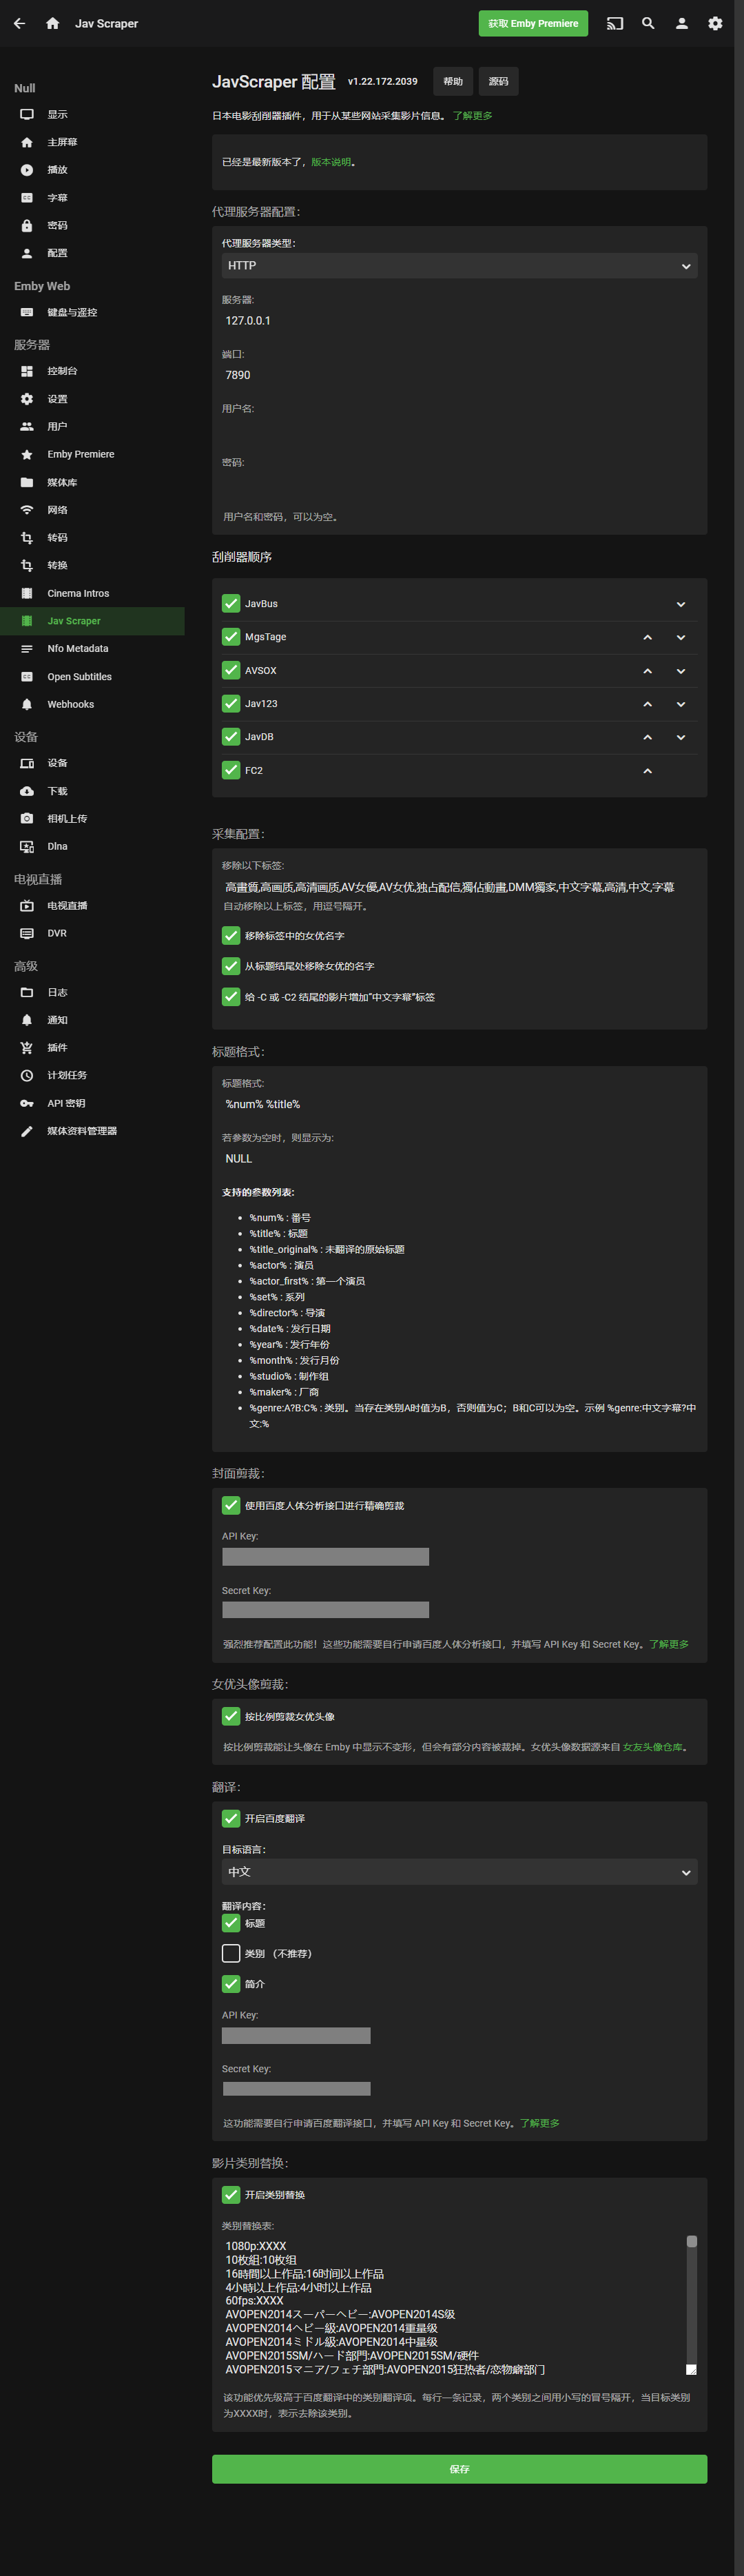 Jav Scraper
获取 Emby Premiere
Null
显示
主屏幕
播放
字幕
密码
配置
Emby Web
键盘与遥控
服务器
控制台
设置
用户
Emby Premiere
媒体库
网络
转码
转换
Cinema Intros
Jav Scraper
Nfo Metadata
Open Subtitles
Webhooks
设备
设备
下载
相机上传
Dlna
电视直播
电视直播
DVR
高级
日志
通知
插件
计划任务
API 密钥
媒体资料管理器
JavScraper 配置 v1.22.172.2039 帮助 源码
日本电影刮削器插件，用于从某些网站采集影片信息。 了解更多
已经是最新版本了，版本说明。
代理服务器配置：
代理服务器类型：
HTTP
服务器:
127.0.0.1
端口:
7890
用户名:
密码:
用户名和密码，可以为空。
刮削器顺序
JavBus
MgsTage
AVSOX
Jav123
JavDB
FC2
采集配置：
移除以下标签:
高畫質,高画质,高清画质,AV女優,AV女优,独占配信,獨佔動畫,DMM獨家,中文字幕,高清,中文,字幕
自动移除以上标签，用逗号隔开。
移除标签中的女优名字
从标题结尾处移除女优的名字
给 -C 或 -C2 结尾的影片增加“中文字幕”标签
标题格式：
标题格式:
%num% %title%
若参数为空时，则显示为:
NULL
支持的参数列表:
%num% : 番号
%title% : 标题
%title_original% : 未翻译的原始标题
%actor% : 演员
%actor_first% : 第一个演员
%set% : 系列
%director% : 导演
%date% : 发行日期
%year% : 发行年份
%month% : 发行月份
%studio% : 制作组
%maker% : 厂商
%genre:A?B:C% : 类别。当存在类别A时值为B，否则值为C；B和C可以为空。示例 %genre:中文字幕?中
文:%
封面剪裁：
使用百度人体分析接口进行精确剪裁
API Key:
Secret Key:
强烈推荐配置此功能！这些功能需要自行申请百度人体分析接口，并填写 API Key 和 Secret Key。了解更多
女优头像剪裁：
按比例剪裁女优头像
按比例剪裁能让头像在 Emby 中显示不变形，但会有部分内容被裁掉。女优头像数据源来自 女友头像仓库。
翻译：
开启百度翻译
目标语言：
中文
翻译内容：
标题
类别 （不推荐）
简介
API Key:
Secret Key:
这功能需要自行申请百度翻译接口，并填写 API Key 和 Secret Key。了解更多
影片类别替换：
开启类别替换
类别替换表:
1080p:XXXX
10枚組:10枚组
16時間以上作品:16时间以上作品
4小時以上作品:4小时以上作品
60fps:XXXX
AVOPEN2014スーパーヘビー:AVOPEN2014S级
AVOPEN2014ヘビー級:AVOPEN2014重量级
AVOPEN2014ミドル級:AVOPEN2014中量级
AVOPEN2015SM/ハード部門:AVOPEN2015SM/硬件
AVOPEN2015マニア/フェチ部門:AVOPEN2015狂热者/恋物癖部门
该功能优先级高于百度翻译中的类别翻译项。每行一条记录，两个类别之间用小写的冒号隔开，当目标类别
为XXXX时，表示去除该类别。
保存